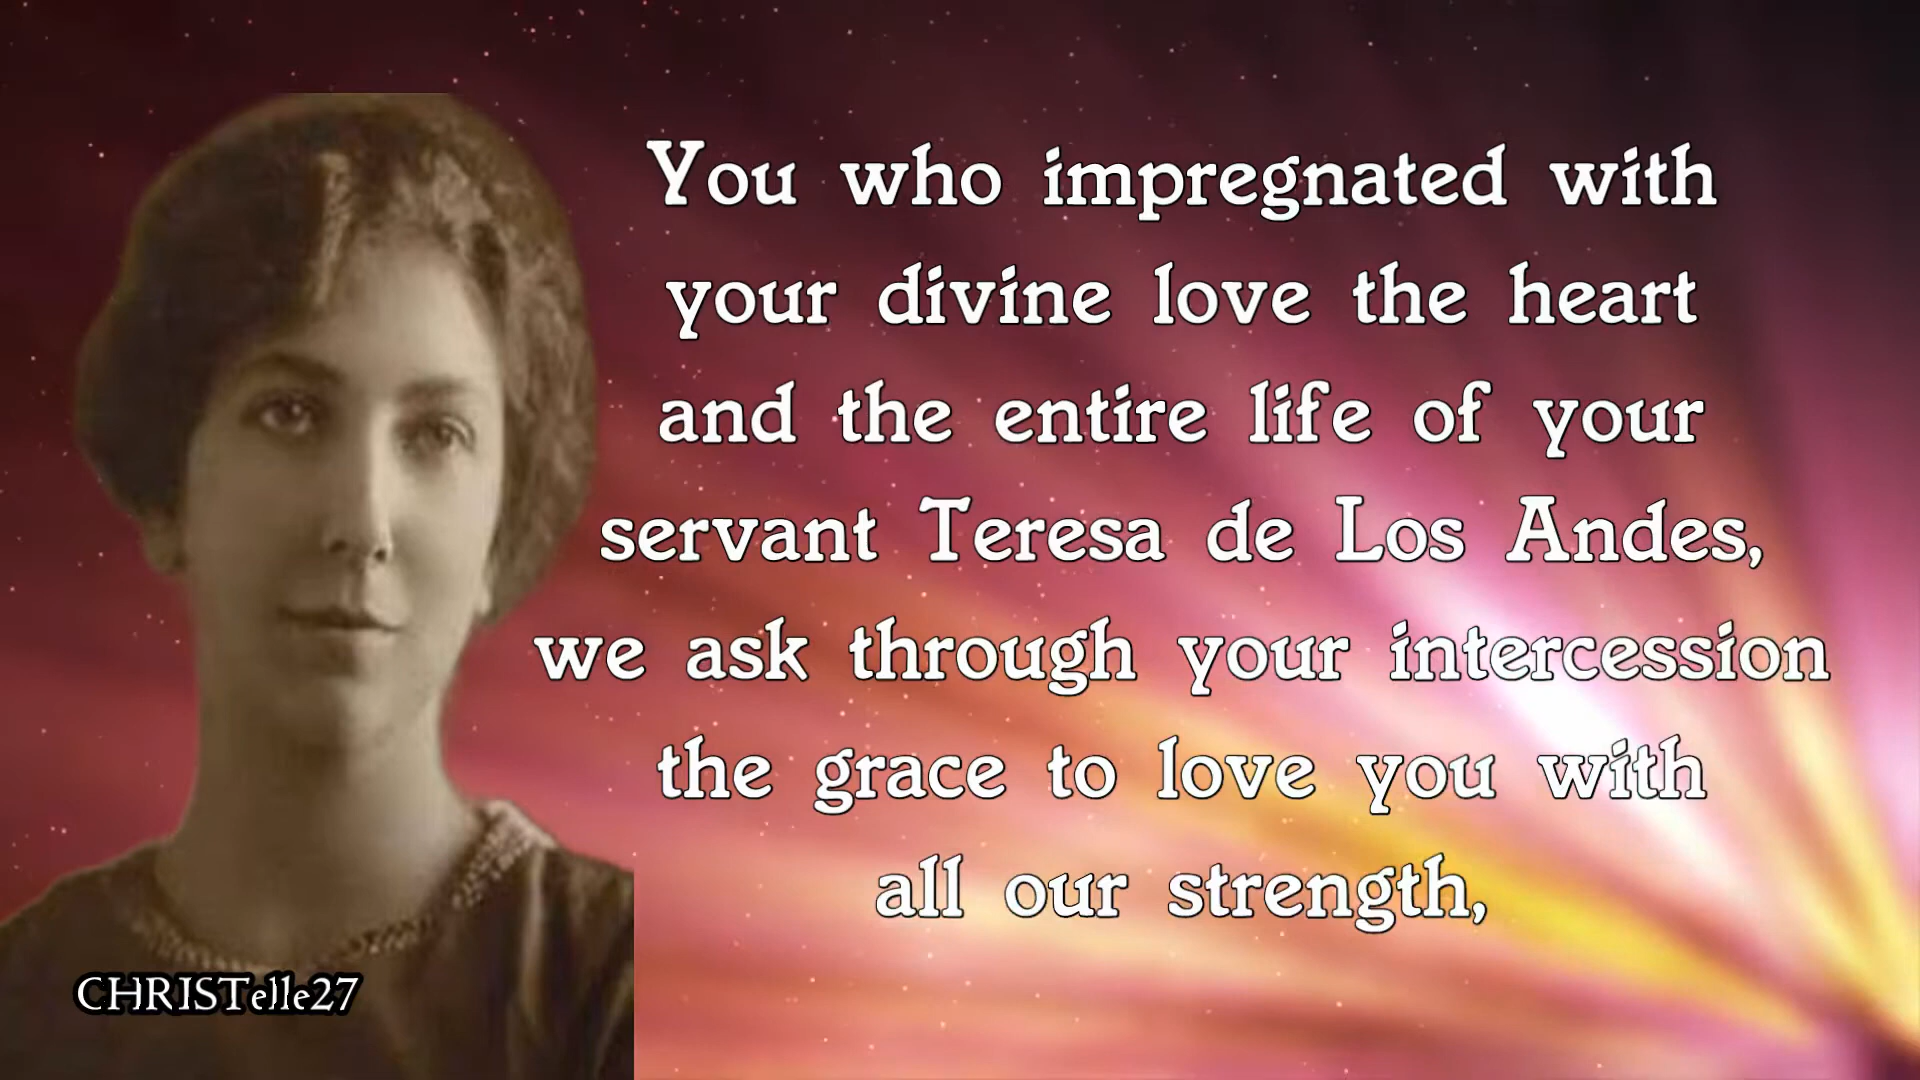 You who impregnated with
your divine love the heart
and the entire life of your
servant Teresa de Los Andes,
we ask through your intercession
the grace to love you with
all our strength,
CHRISTelle27